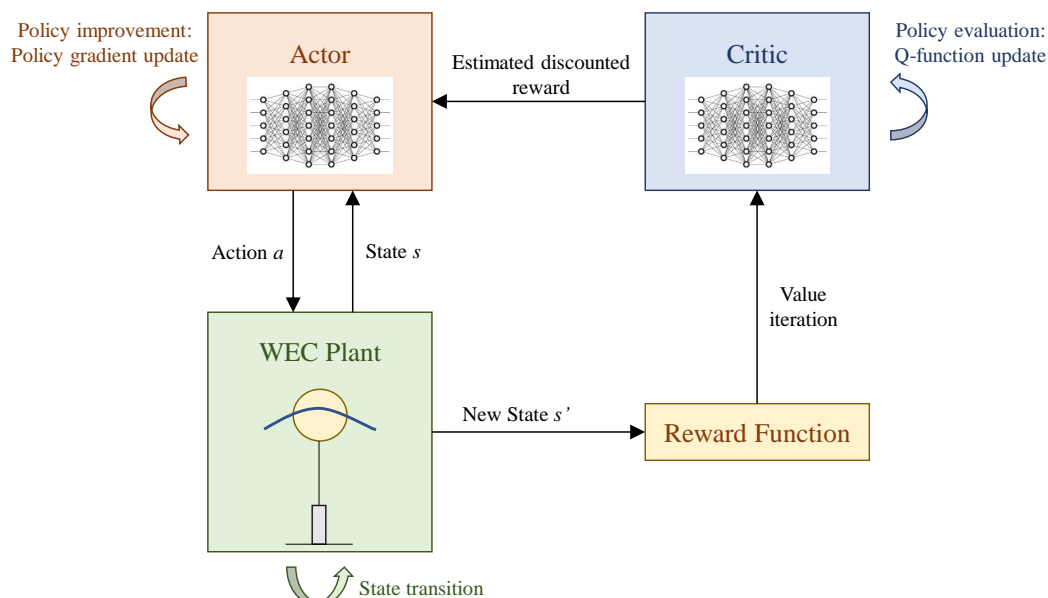 Policy improvement:
Policy gradient update
Actor
Estimated discounted
reward
Critic
Policy evaluation:
Q-function update
Action a
State s
Value
iteration
WEC Plant
New State s’
Reward Function
State transition